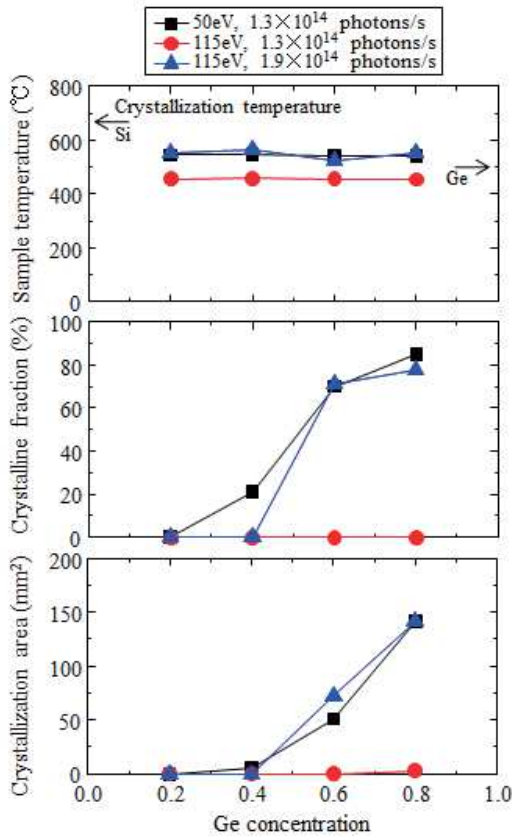 50eV, 1.3×10¹⁴ photons/s
115eV, 1.3×10¹⁴ photons/s
115eV, 1.9×10¹⁴ photons/s
Sample temperature (℃)
800
600
400
200
0
Crystallization temperature
Si
Ge
Crystalline fraction (%)
100
80
60
40
20
0
Crystallization area (mm²)
200
150
100
50
0
0.0 0.2 0.4 0.6 0.8 1.0
Ge concentration